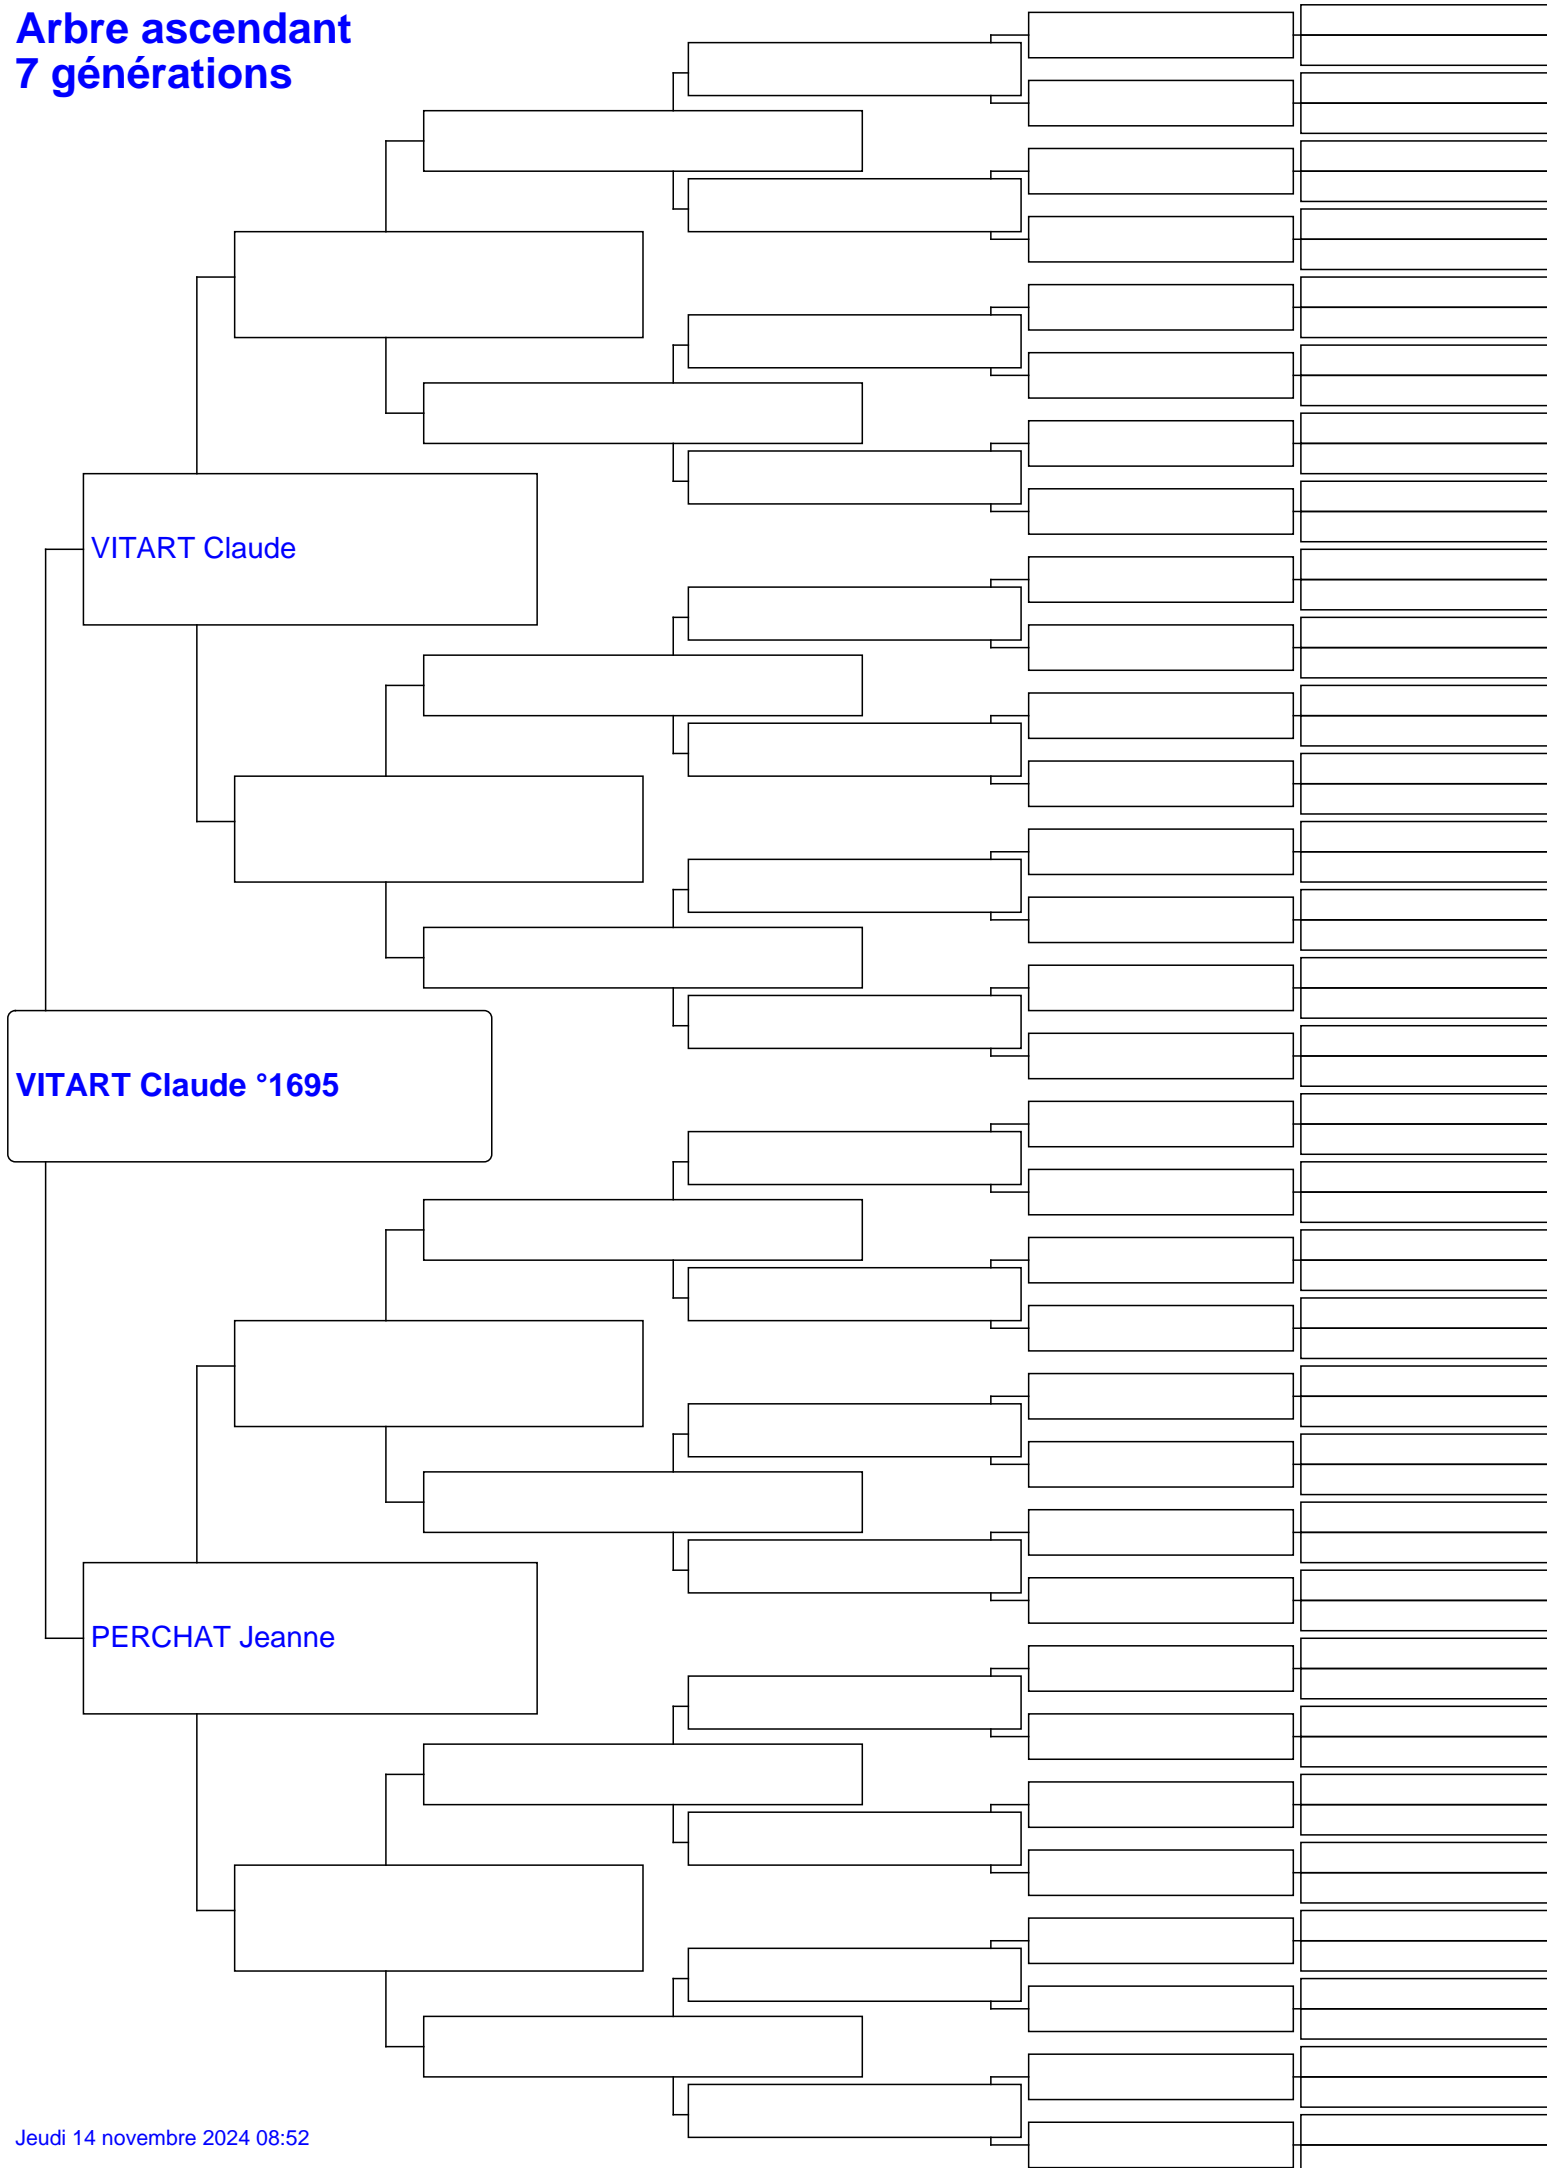 Arbre ascendant
7 générations
VITART Claude
VITART Claude °1695
PERCHAT Jeanne
Jeudi 14 novembre 2024 08:52